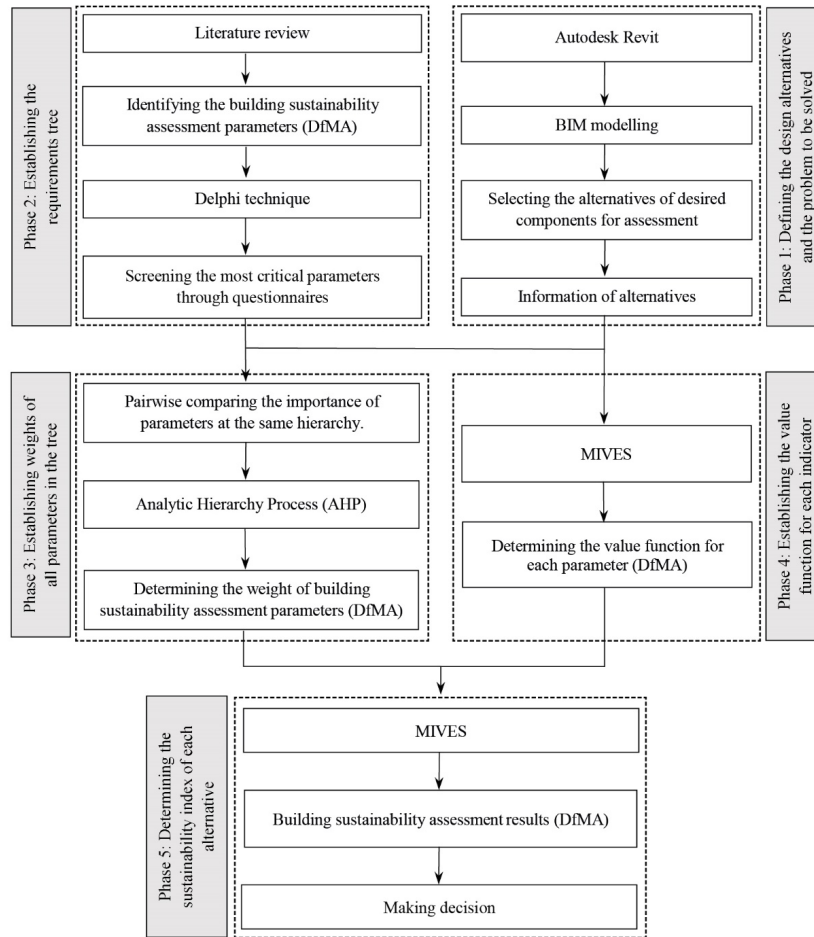 Phase 2: Establishing the
requirements tree
Literature review
Identifying the building sustainability
assessment parameters (DfMA)
Delphi technique
Screening the most critical parameters
through questionnaires
Autodesk Revit
BIM modelling
Selecting the alternatives of desired
components for assessment
Information of alternatives
Phase 1: Defining the design alternatives
and the problem to be solved
Phase 3: Establishing weights of
all parameters in the tree
Pairwise comparing the importance of
parameters at the same hierarchy.
Analytic Hierarchy Process (AHP)
Determining the weight of building
sustainability assessment parameters (DfMA)
MIVES
Determining the value function for
each parameter (DfMA)
Phase 4: Establishing the value
function for each indicator
Phase 5: Determining the
sustainability index of each
alternative
MIVES
Building sustainability assessment results (DfMA)
Making decision